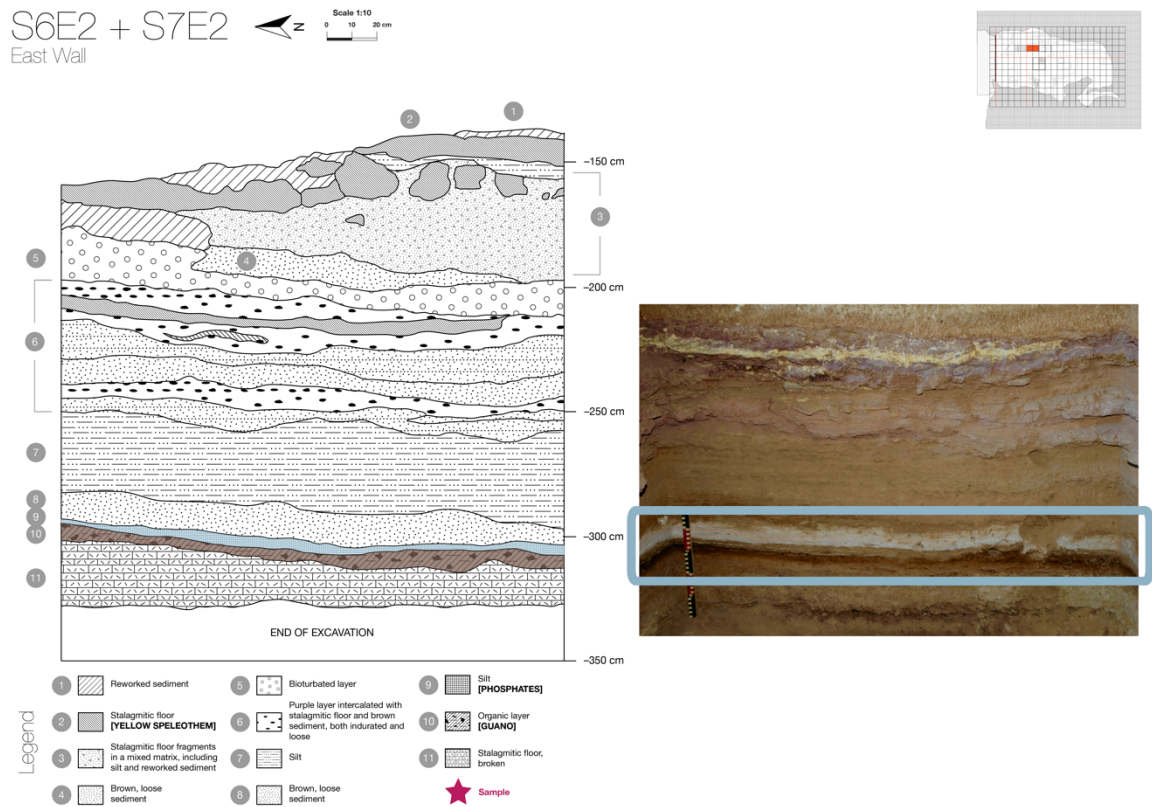 S6E2 + S7E2
East Wall
N
Scale 1:10
0 10 20 cm
1
2
–150 cm
3
5
4
–200 cm
6
–250 cm
7
8
9
–300 cm
10
11
END OF EXCAVATION
–350 cm
Legend
1 Reworked sediment
2 Stalagmitic floor
[YELLOW SPELEOTHEM]
3 Stalagmitic floor fragments
in a mixed matrix, including
silt and reworked sediment
4 Brown, loose
sediment
5 Bioturbated layer
6 Purple layer intercalated with
stalagmitic floor and brown
sediment, both indurated and
loose
7 Silt
8 Brown, loose
sediment
9 Silt
[PHOSPHATES]
10 Organic layer
[GUANO]
11 Stalagmitic floor,
broken
Sample